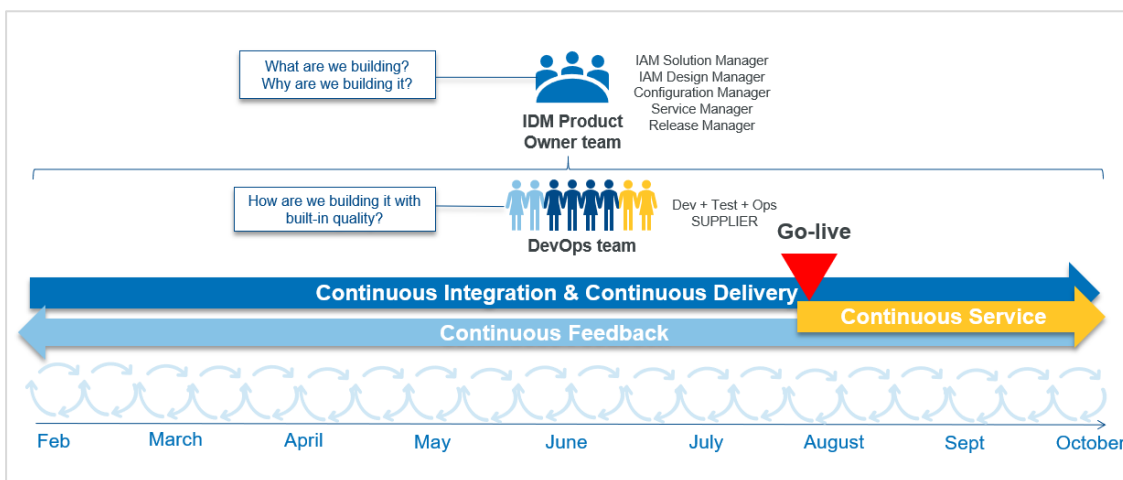 What are we building?
Why are we building it?
IAM Solution Manager
IAM Design Manager
Configuration Manager
Service Manager
Release Manager
IDM Product
Owner team
How are we building it with
built-in quality?
Dev + Test + Ops
SUPPLIER
DevOps team
Go-live
Continuous Integration & Continuous Delivery
Continuous Service
Continuous Feedback
Feb March April May June July August Sept October